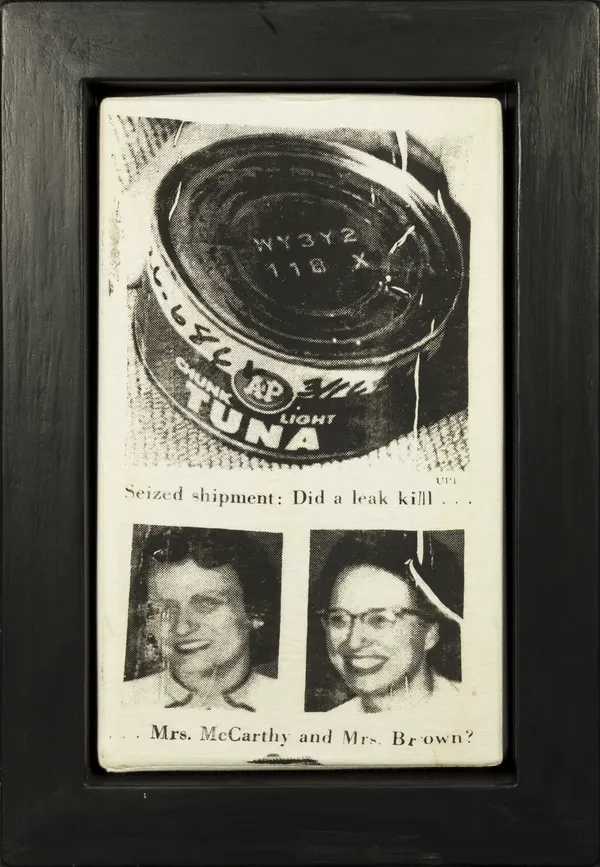 WY3Y2
118 X
A&P
CHUNK LIGHT
TUNA
UPI
Seized shipment: Did a leak kill . . .
. . . Mrs. McCarthy and Mrs. Brown?